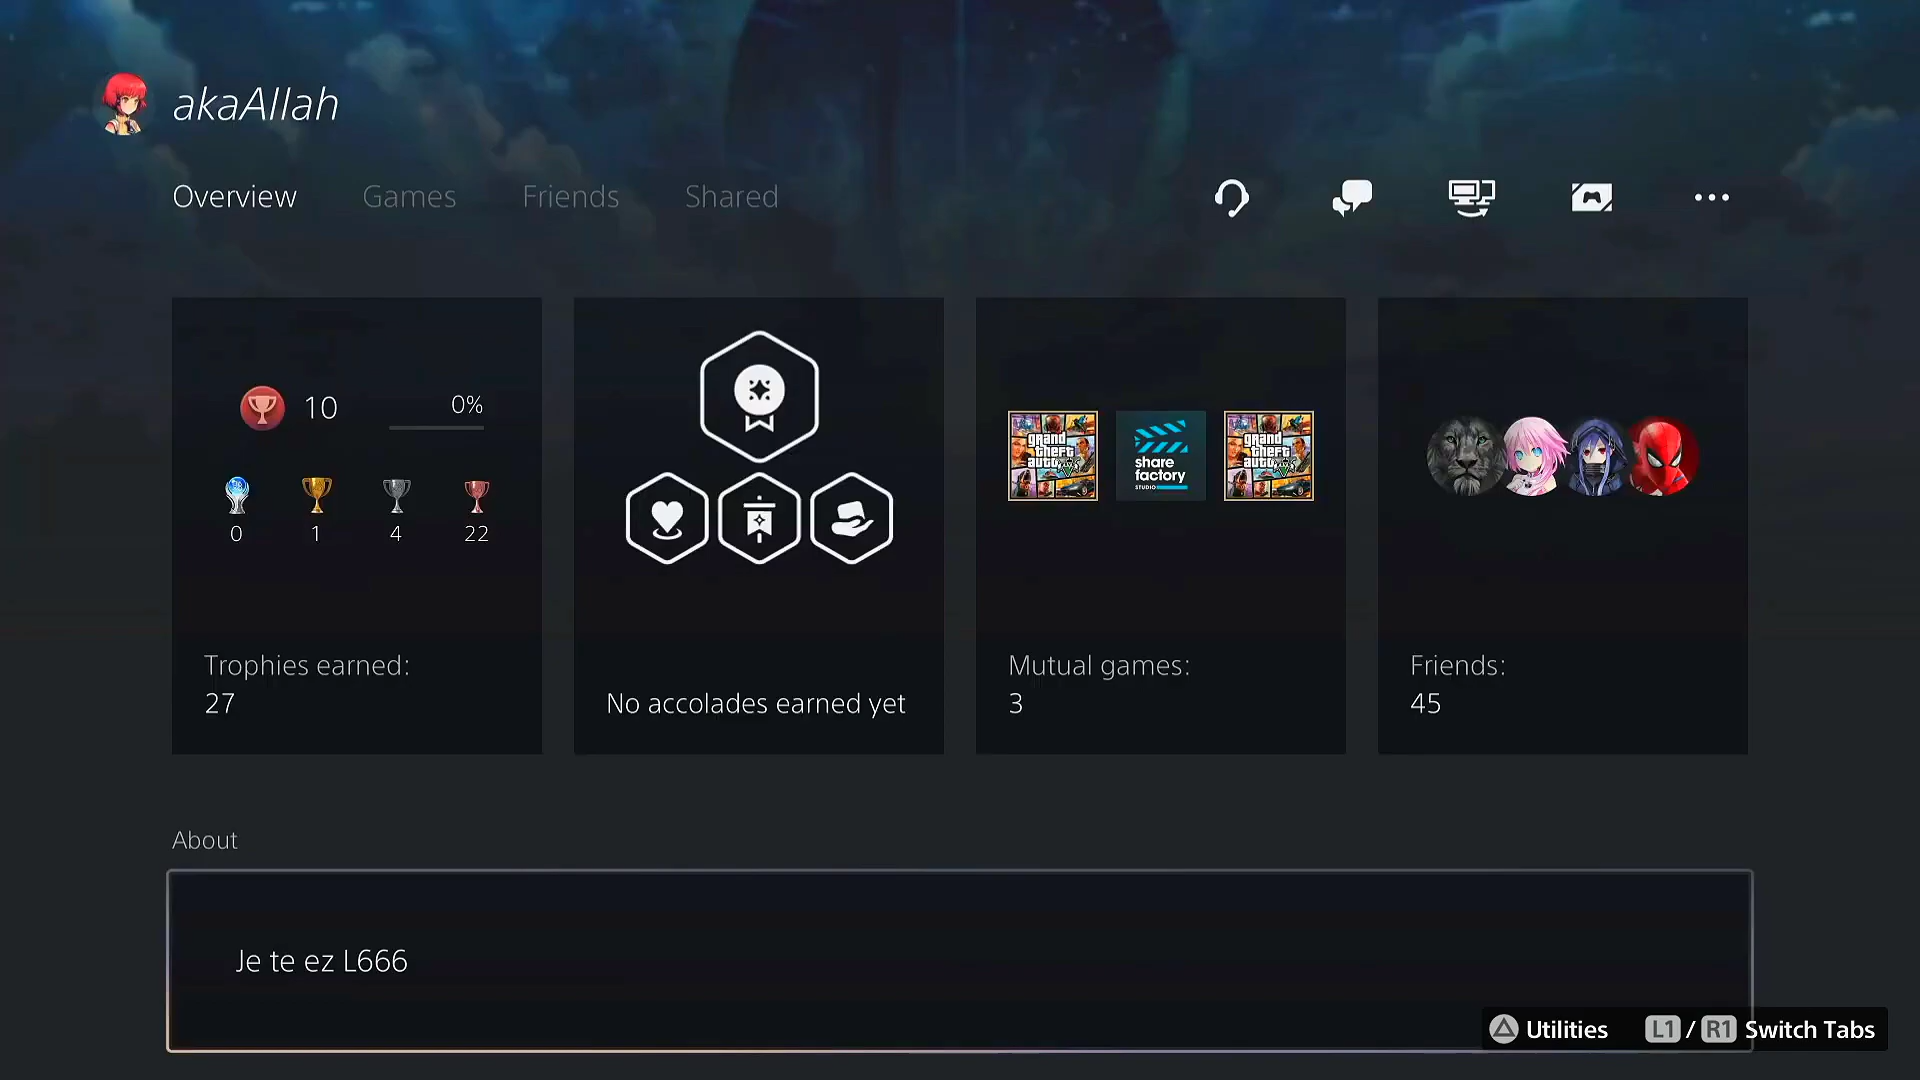 akaAllah
Overview Games Friends Shared
10 0%
0 1 4 22
Trophies earned:
27
No accolades earned yet
grand theft auto V
share factory STUDIO
grand theft auto V
Mutual games:
3
Friends:
45
About
Je te ez L666
Utilities L1 / R1 Switch Tabs